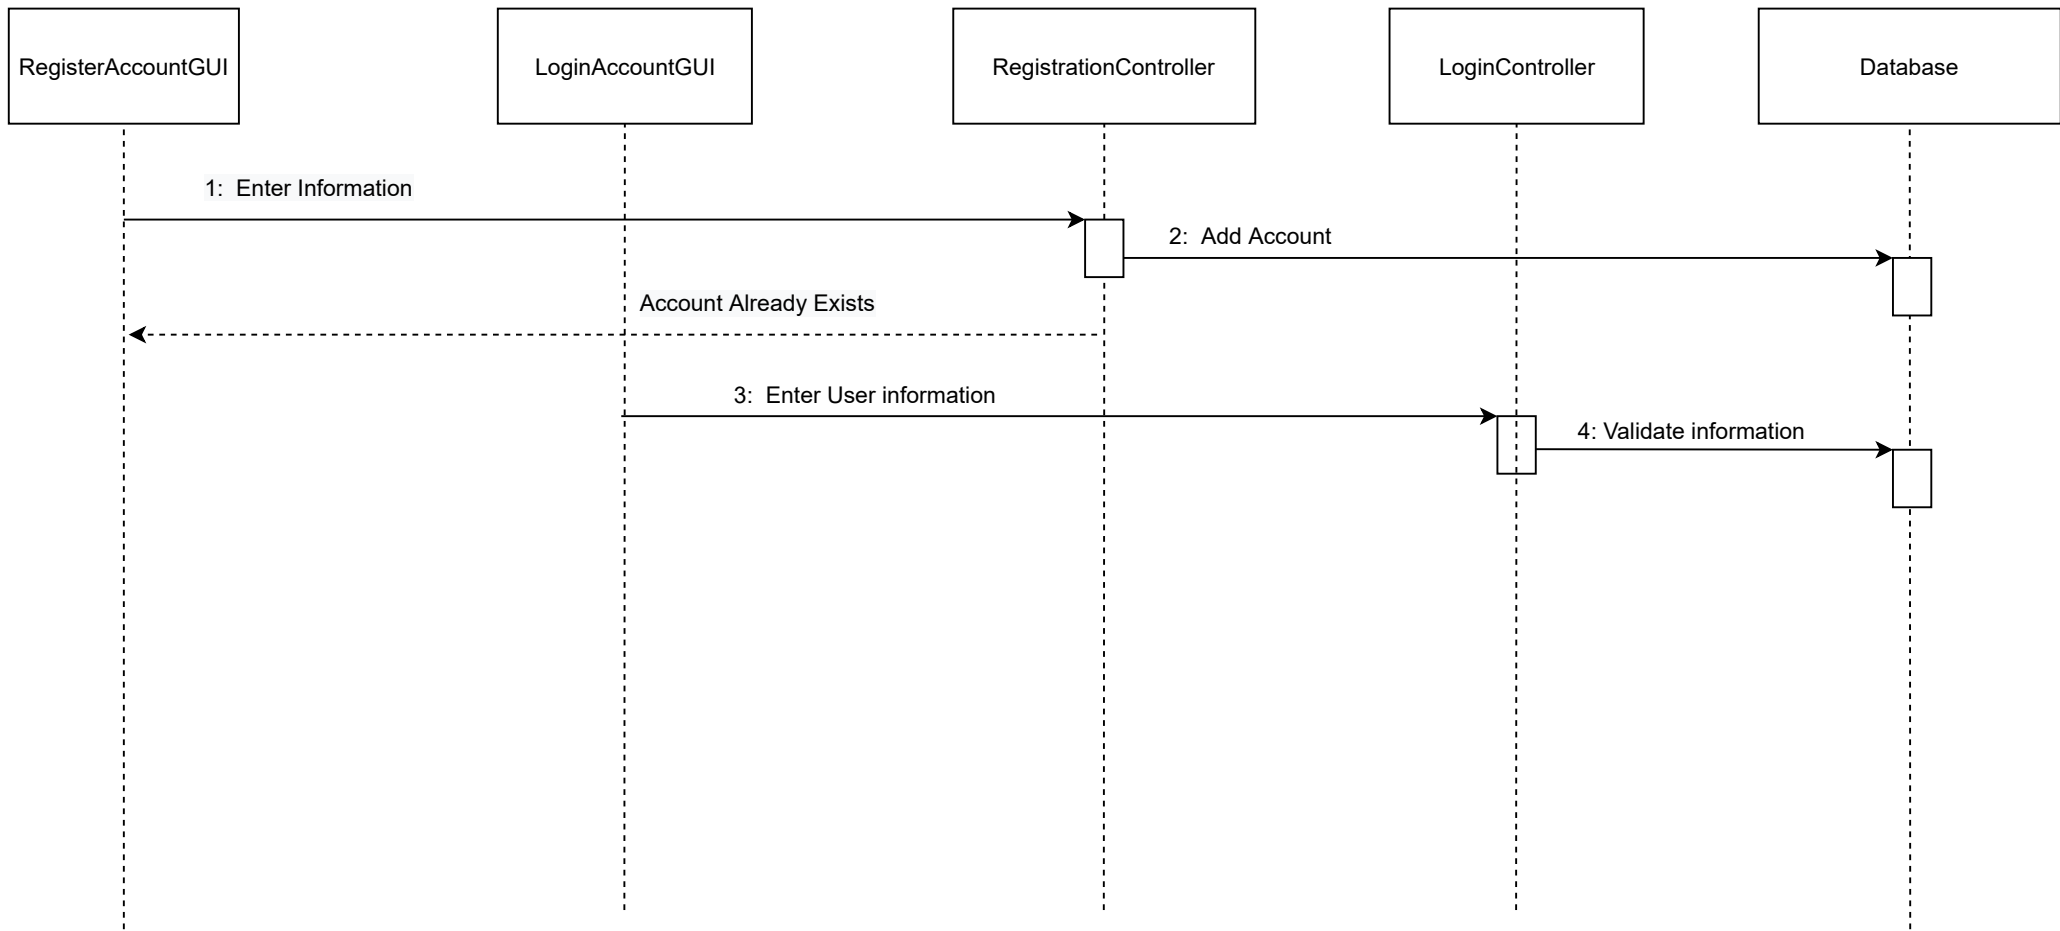 RegisterAccountGUI
LoginAccountGUI
RegistrationController
LoginController
Database
1:  Enter Information
2:  Add Account
Account Already Exists
3:  Enter User information
4: Validate information